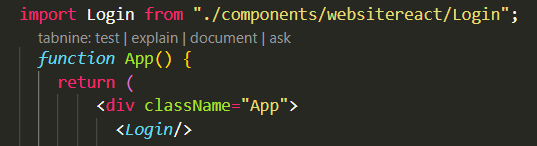 import Login from "./components/websitereact/Login";
tabnine: test | explain | document | ask
function App() {
return (
<div className="App">
<Login/>